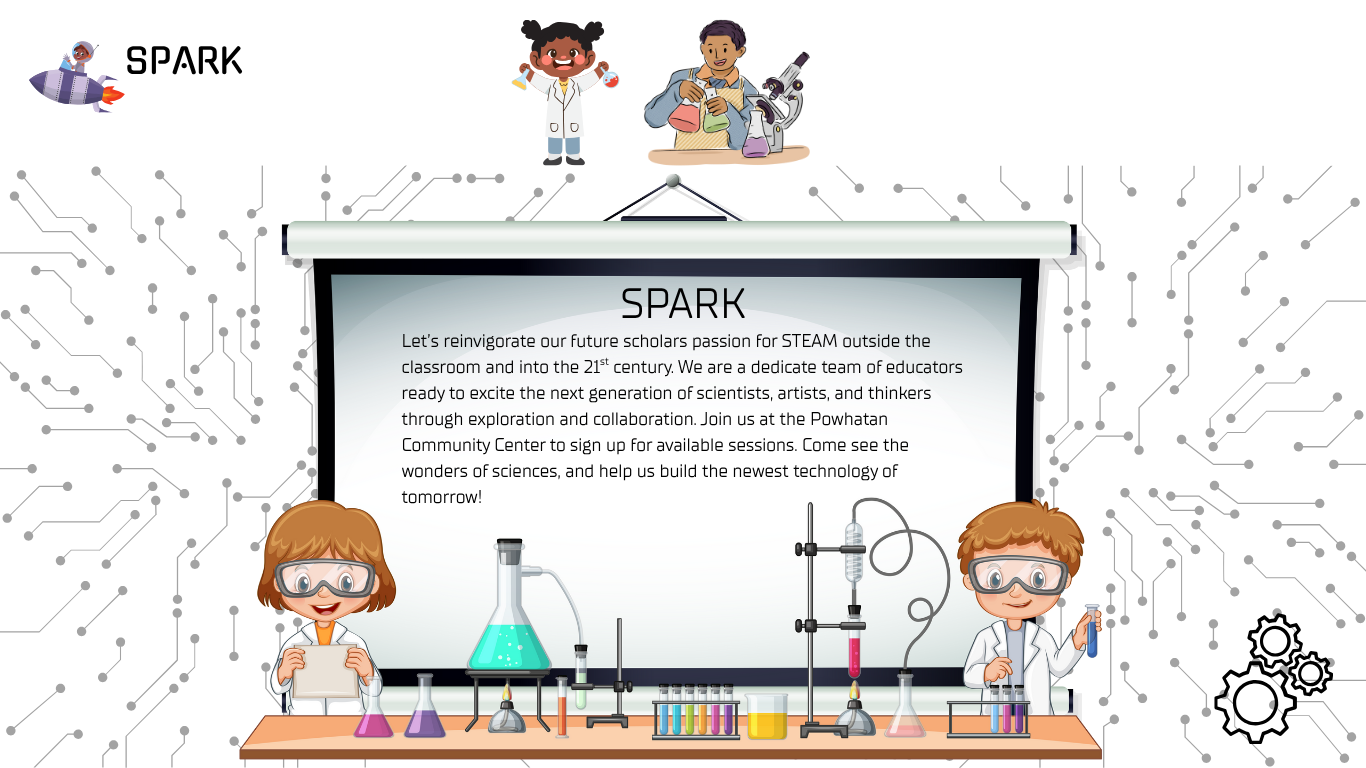 SPARK
SPARK
Let's reinvigorate our future scholars passion for STEAM outside the
classroom and into the 21st century. We are a dedicate team of educators
ready to excite the next generation of scientists, artists, and thinkers
through exploration and collaboration. Join us at the Powhatan
Community Center to sign up for available sessions. Come see the
wonders of sciences, and help us build the newest technology of
tomorrow!